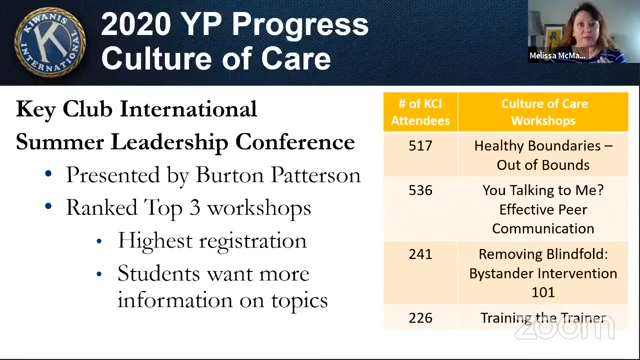 KIWANIS
K
INTERNATIONAL
2020 YP Progress
Culture of Care
Melissa McMa...
Key Club International
Summer Leadership Conference
• Presented by Burton Patterson
• Ranked Top 3 workshops
• Highest registration
• Students want more
information on topics
# of KCI
Attendees
Culture of Care
Workshops
517
Healthy Boundaries –
Out of Bounds
536
You Talking to Me?
Effective Peer
Communication
241
Removing Blindfold:
Bystander Intervention
101
226
Training the Trainer
zoom